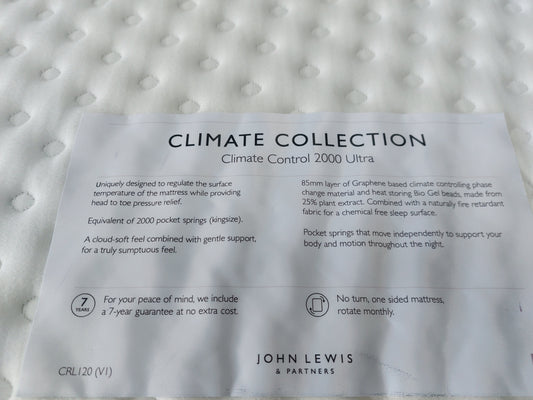 CLIMATE COLLECTION
Climate Control 2000 Ultra
Uniquely designed to regulate the surface
temperature of the mattress while providing
head to toe pressure relief.
Equivalent of 2000 pocket springs (kingsize).
A cloud-soft feel combined with gentle support,
for a truly sumptuous feel.
85mm layer of Graphene based climate controlling phase
change material and heat storing Bio Gel beads, made from
25% plant extract. Combined with a naturally fire retardant
fabric for a chemical free sleep surface.
Pocket springs that move independently to support your
body and motion throughout the night.
7
YEARS
For your peace of mind, we include
a 7-year guarantee at no extra cost.
No turn, one sided mattress,
rotate monthly.
JOHN LEWIS
& PARTNERS
CRL120 (V1)